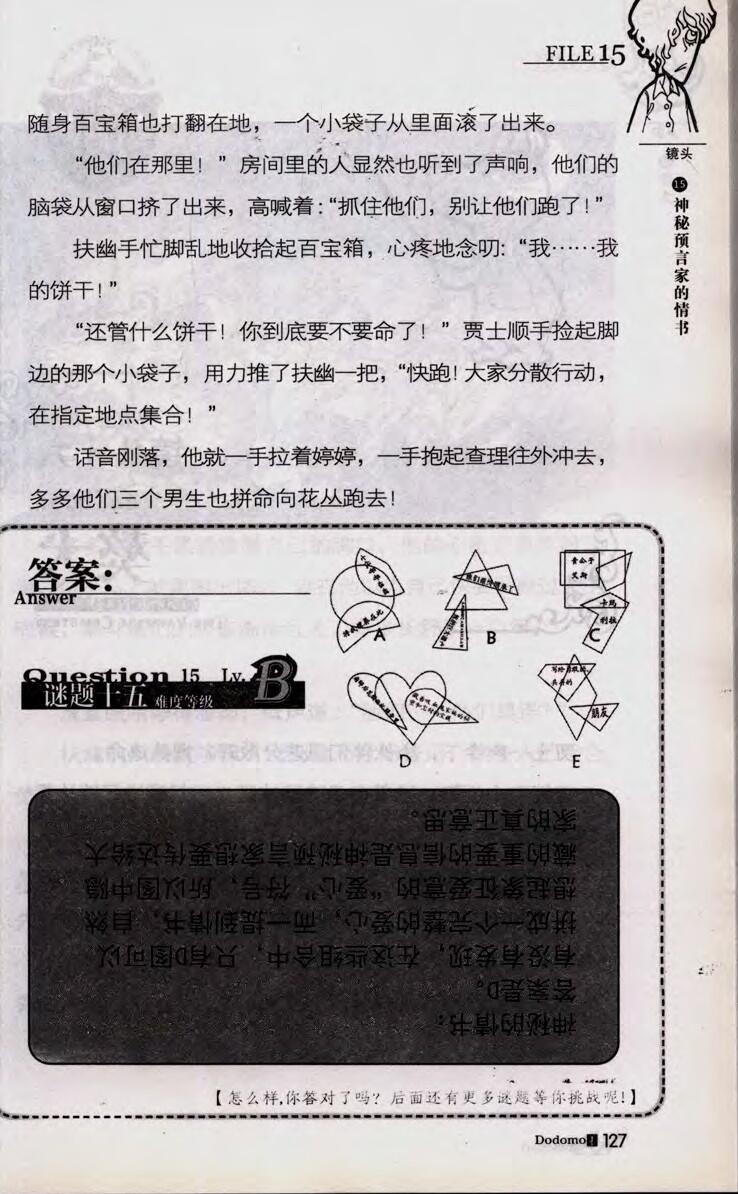 FILE 15
随身百宝箱也打翻在地，一个小袋子从里面滚了出来。
“他们在那里！”房间里的人显然也听到了声响，他们的
脑袋从窗口挤了出来，高喊着：“抓住他们，别让他们跑了！”
扶幽手忙脚乱地收拾起百宝箱，心疼地念叨：“我……我
的饼干！”
“还管什么饼干！你到底要不要命了！”贾士顺手捡起脚
边的那个小袋子，用力推了扶幽一把，“快跑！大家分散行动，
在指定地点集合！”
话音刚落，他就一手拉着婷婷，一手抱起查理往外冲去，
多多他们三个男生也拼命向花丛跑去！
镜头
⑮神秘预言家的情书
答案：
Answer
Question 15 Lv. B
谜题十五 难度等级
A
B
贵公子
艾斯
卡玛
利拉
C
D
朋友
E
神秘的情书：
答案是D。
有没有发现，在这些组合中，只有D图可以
拼成一个完整的爱心，而一提到情书，自然
想起象征爱意的“爱心”符号，所以图中隐
藏的重要的信息是神秘预言家想要传达给大
家的真正意思。
【怎么样，你答对了吗？后面还有更多谜题等你挑战呢！】
Dodomo! 127